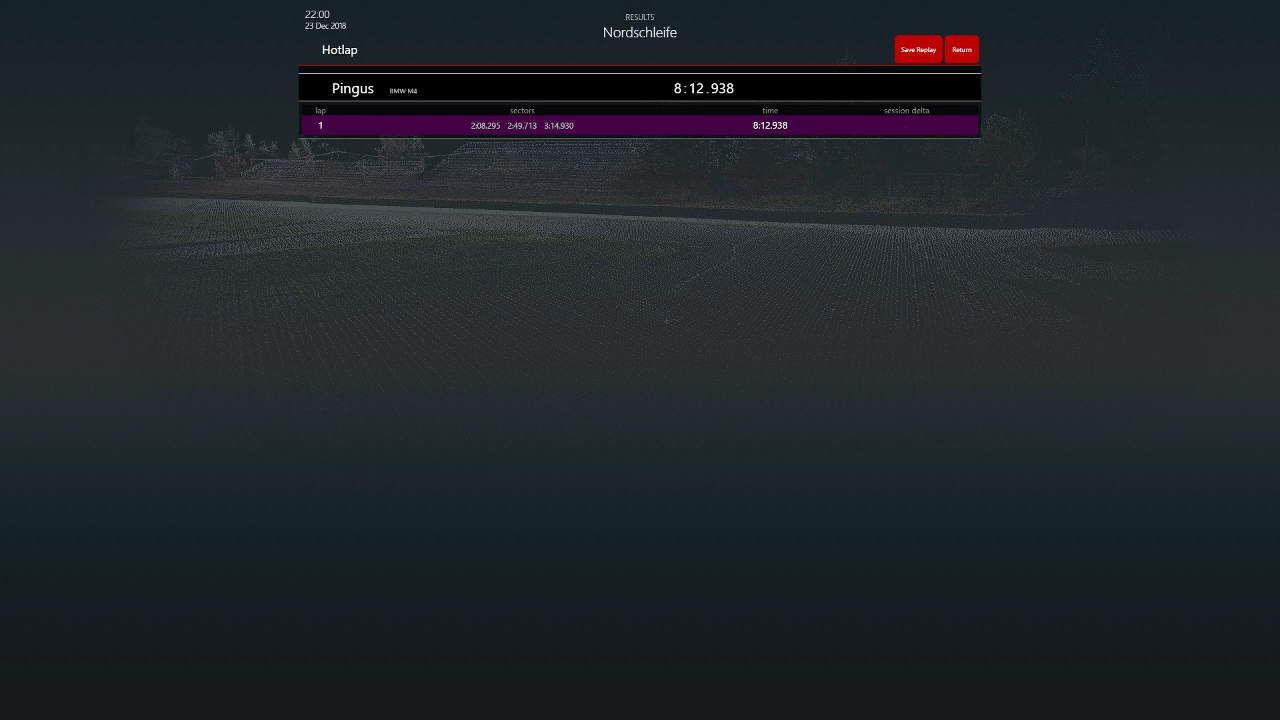 22:00
23 Dec 2018
RESULTS
Nordschleife
Hotlap
Save Replay Return
Pingus BMW M4 8:12.938
lap sectors time session delta
1 2:08.295 2:49.713 3:14.930 8:12.938 -